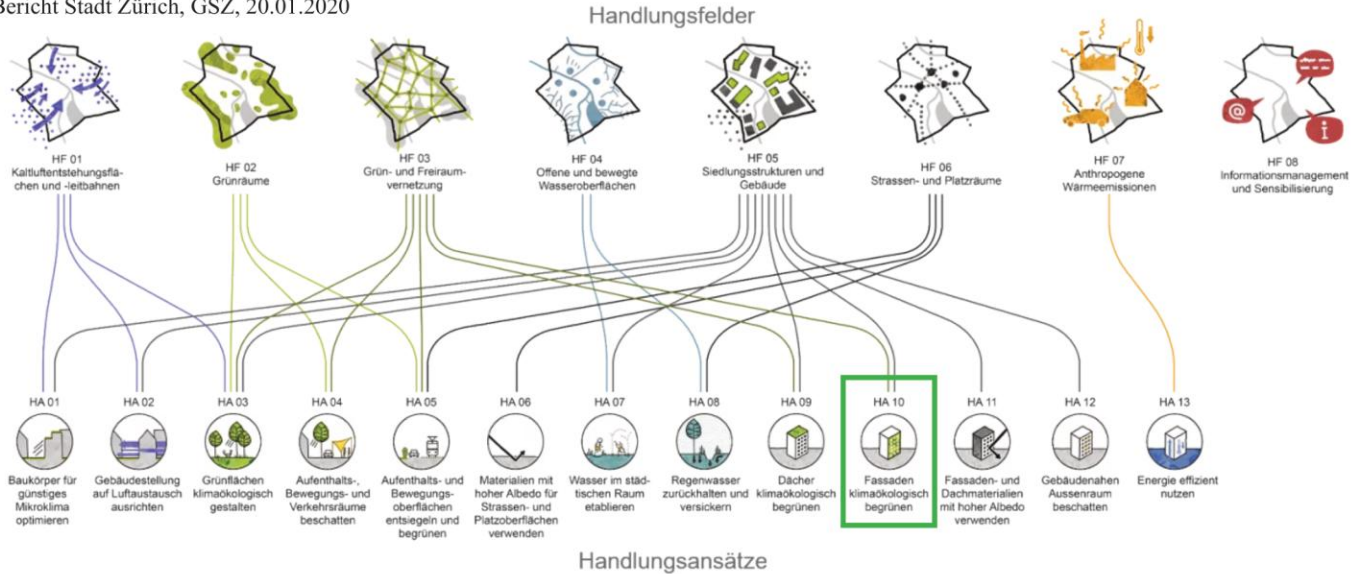 Bericht Stadt Zürich, GSZ, 20.01.2020
Handlungsfelder
@
i
HF 01
Kaltluftentstehungsflä-
chen und -leitbahnen
HF 02
Grünräume
HF 03
Grün- und Freiraum-
vernetzung
HF 04
Offene und bewegte
Wasseroberflächen
HF 05
Siedlungsstrukturen und
Gebäude
HF 06
Strassen- und Platzräume
HF 07
Anthropogene
Wärmeemissionen
HF 08
Informationsmanagement
und Sensibilisierung
HA 01
Baukörper für
günstiges
Mikroklima
optimieren
HA 02
Gebäudestellung
auf Luftaustausch
ausrichten
HA 03
Grünflächen
klimaökologisch
gestalten
HA 04
Aufenthalts-,
Bewegungs- und
Verkehrsräume
beschatten
HA 05
Aufenthalts- und
Bewegungs-
oberflächen
entsiegeln und
begrünen
HA 06
Materialien mit
hoher Albedo für
Strassen- und
Platzoberflächen
verwenden
HA 07
Wasser im städ-
tischen Raum
etablieren
HA 08
Regenwasser
zurückhalten und
versickern
HA 09
Dächer
klimaökologisch
begrünen
HA 10
Fassaden
klimaökologisch
begrünen
HA 11
Fassaden- und
Dachmaterialien
mit hoher Albedo
verwenden
HA 12
Gebäudenahen
Aussenraum
beschatten
HA 13
Energie effizient
nutzen
Handlungsansätze